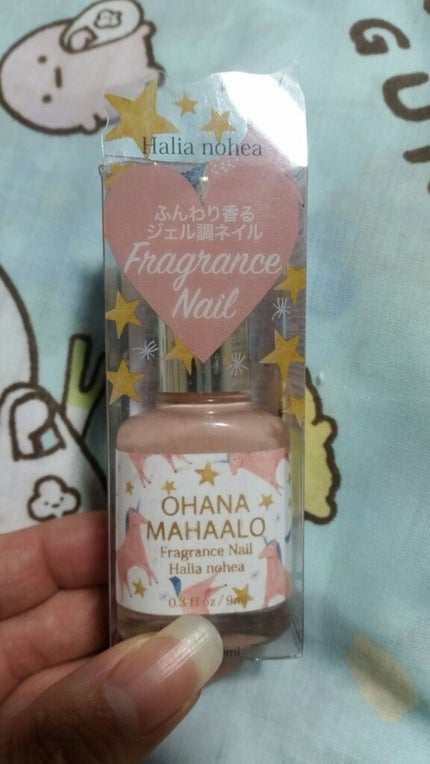 Halia nohea
ふんわり香る
ジェル調ネイル
Fragrance
Nail
OHANA
MAHAALO
Fragrance Nail
Halia nohea
0.3 fl oz / 9ml